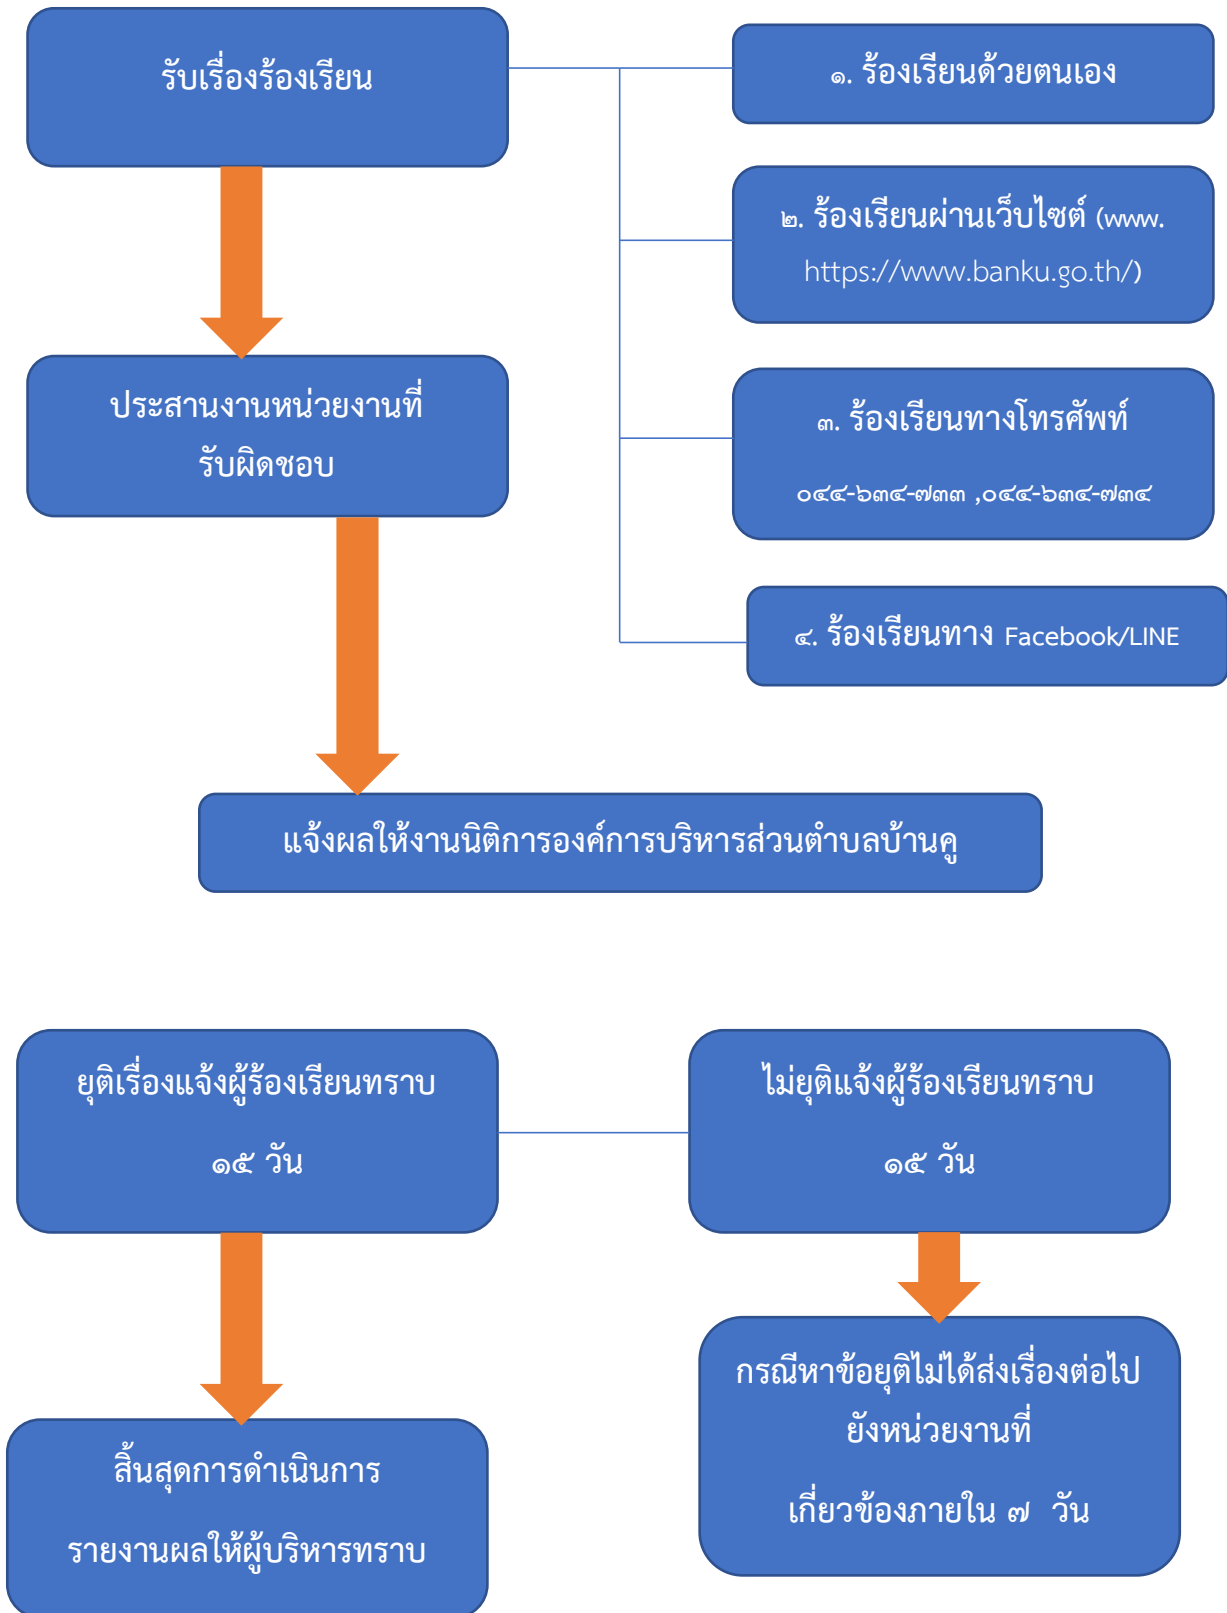 รับเรื่องร้องเรียน
๑. ร้องเรียนด้วยตนเอง
๒. ร้องเรียนผ่านเว็บไซต์ (www.
https://www.banku.go.th/)
๓. ร้องเรียนทางโทรศัพท์
๐๔๔-๖๓๔-๗๓๓ ,๐๔๔-๖๓๔-๗๓๔
๔. ร้องเรียนทาง Facebook/LINE
ประสานงานหน่วยงานที่
รับผิดชอบ
แจ้งผลให้งานนิติการองค์การบริหารส่วนตำบลบ้านคู
ยุติเรื่องแจ้งผู้ร้องเรียนทราบ
๑๕ วัน
ไม่ยุติแจ้งผู้ร้องเรียนทราบ
๑๕ วัน
สิ้นสุดการดำเนินการ
รายงานผลให้ผู้บริหารทราบ
กรณีหาข้อยุติไม่ได้ส่งเรื่องต่อไป
ยังหน่วยงานที่
เกี่ยวข้องภายใน ๗ วัน